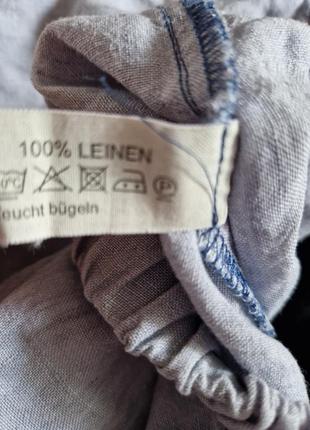 100% LEINEN
eucht bügeln